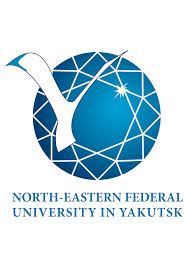 NORTH-EASTERN FEDERAL
UNIVERSITY IN YAKUTSK